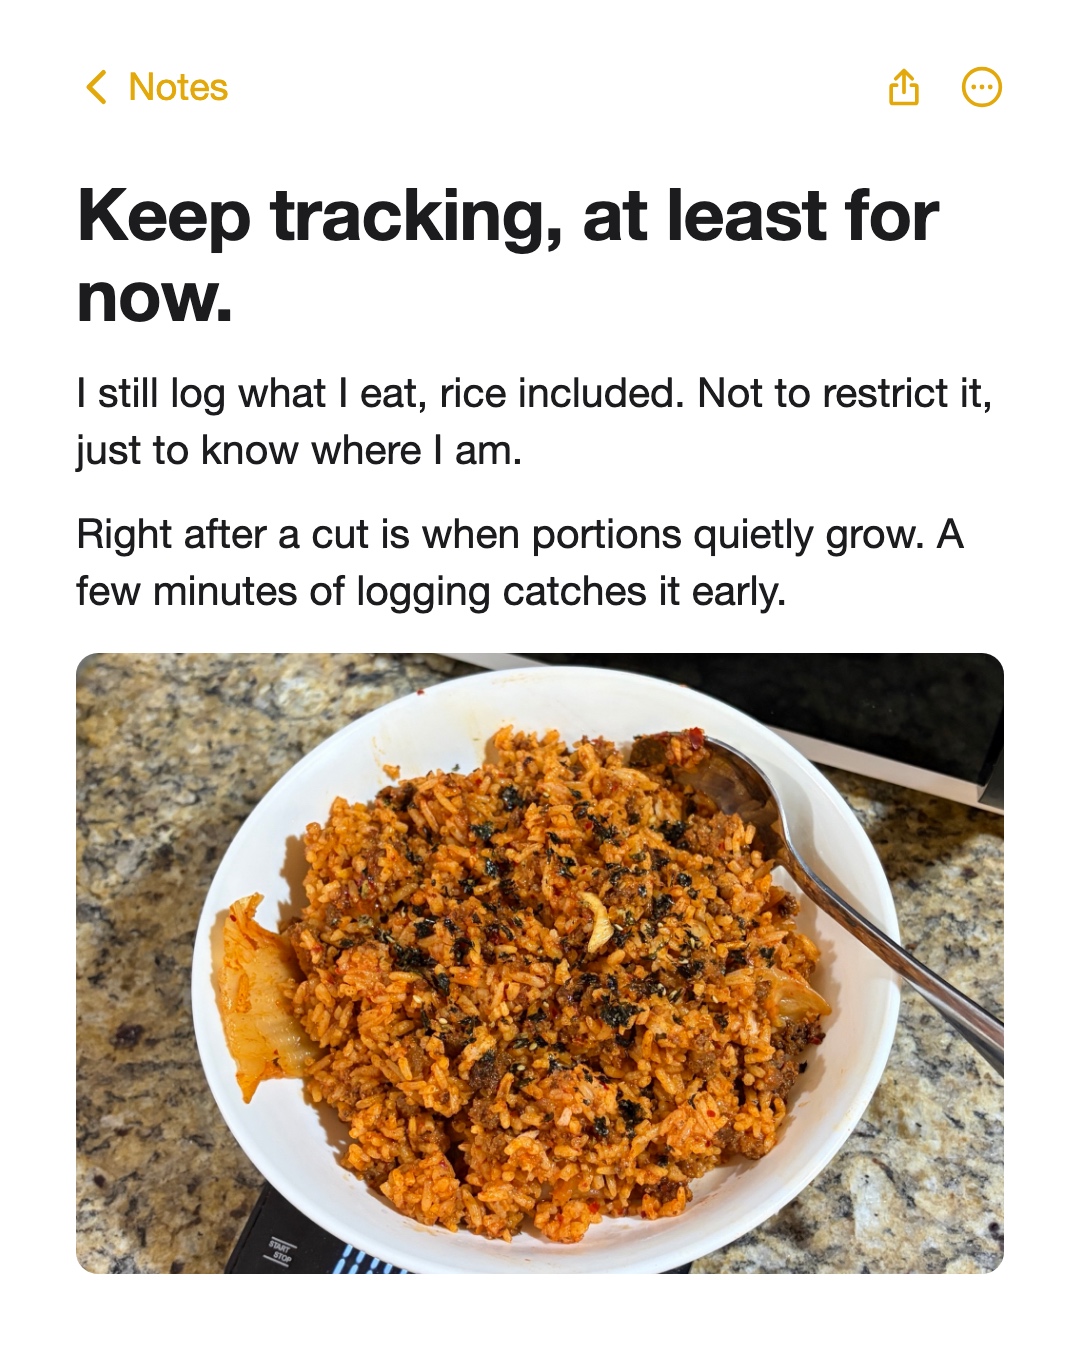 Notes
Keep tracking, at least for
now.
I still log what I eat, rice included. Not to restrict it,
just to know where I am.
Right after a cut is when portions quietly grow. A
few minutes of logging catches it early.
START
STOP